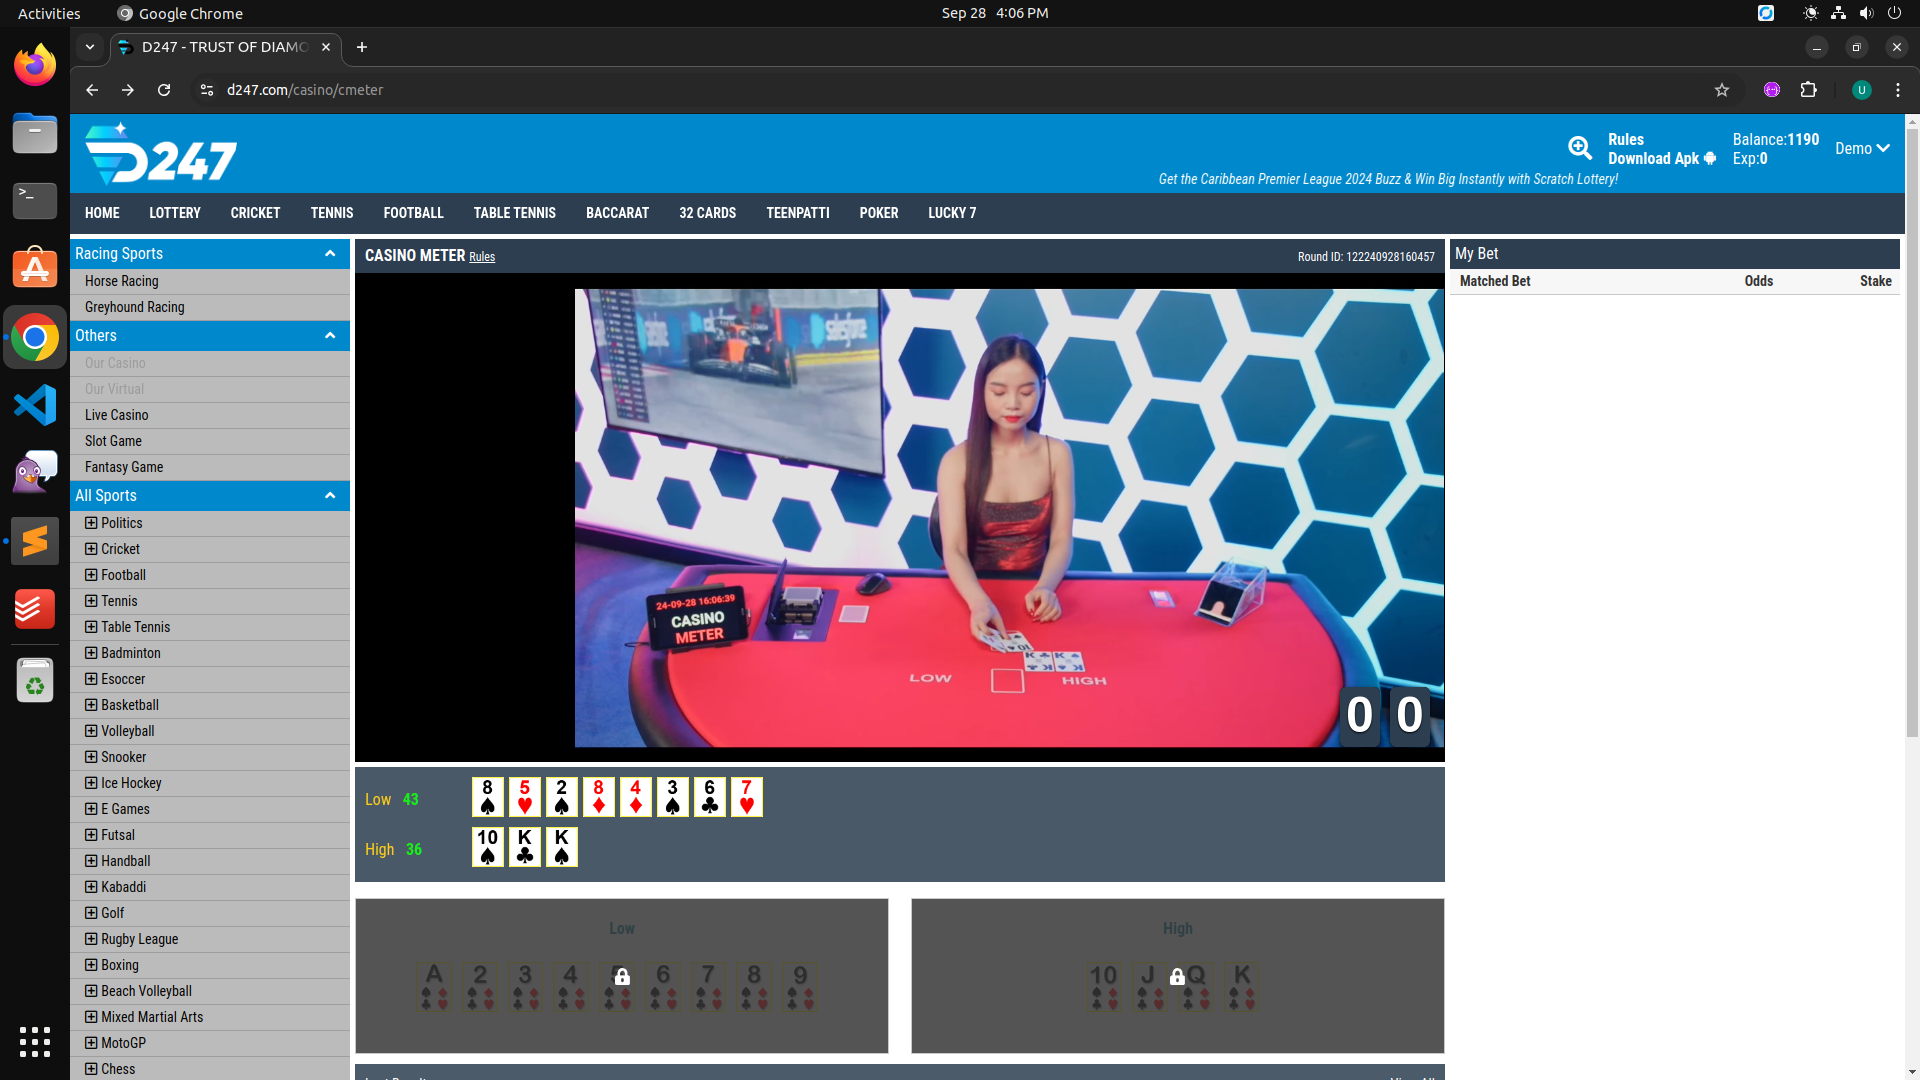 Activities
Google Chrome
Sep 28 4:06 PM
D247 - TRUST OF DIAMO
d247.com/casino/cmeter
U
D247
Rules
Download Apk
Balance:1190
Exp:0
Demo
Get the Caribbean Premier League 2024 Buzz & Win Big Instantly with Scratch Lottery!
HOME LOTTERY CRICKET TENNIS FOOTBALL TABLE TENNIS BACCARAT 32 CARDS TEENPATTI POKER LUCKY 7
Racing Sports
Horse Racing
Greyhound Racing
Others
Our Casino
Our Virtual
Live Casino
Slot Game
Fantasy Game
All Sports
Politics
Cricket
Football
Tennis
Table Tennis
Badminton
Esoccer
Basketball
Volleyball
Snooker
Ice Hockey
E Games
Futsal
Handball
Kabaddi
Golf
Rugby League
Boxing
Beach Volleyball
Mixed Martial Arts
MotoGP
Chess
CASINO METER Rules
Round ID: 122240928160457
24-09-28 16:06:39
CASINO
METER
LOW
HIGH
0 0
Low 43
8 5 2 8 4 3 6 7
High 36
10 K K
Low
A 2 3 4 5 6 7 8 9
High
10 J Q K
My Bet
Matched Bet Odds Stake